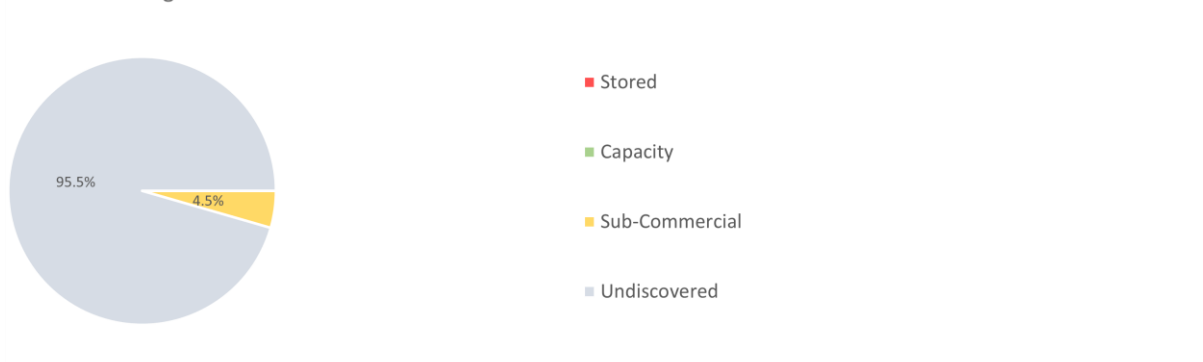 Stored
Capacity
95.5%
4.5%
Sub-Commercial
Undiscovered